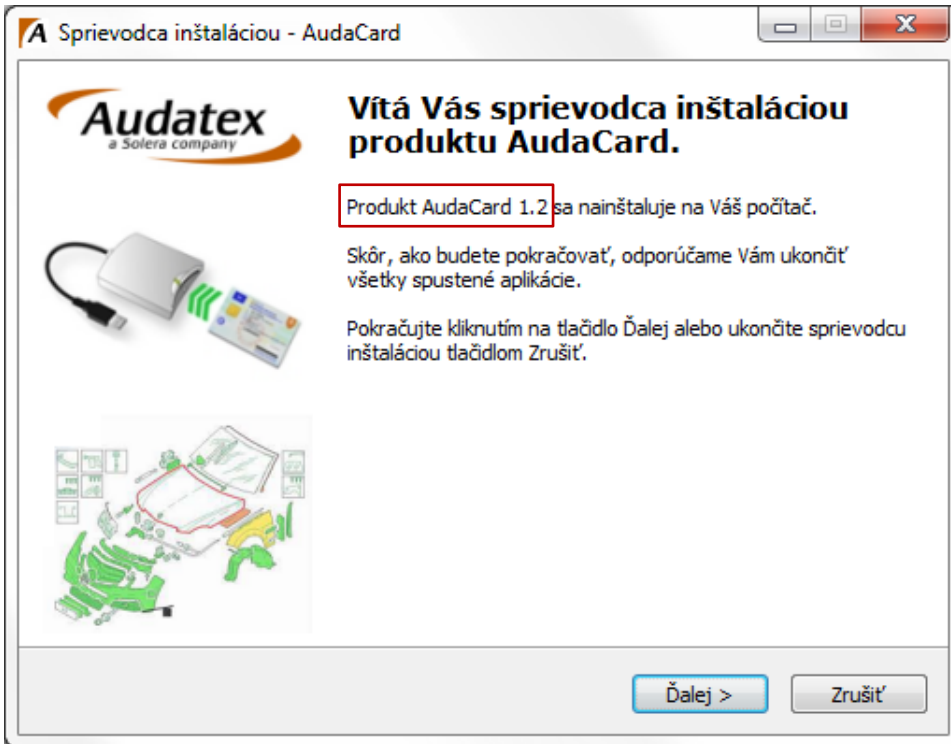 A Sprievodca inštaláciou - AudaCard
Audatex
a Solera company
Vítá Vás sprievodca inštaláciou
produktu AudaCard.
Produkt AudaCard 1.2 sa nainštaluje na Váš počítač.
Skôr, ako budete pokračovať, odporúčame Vám ukončiť
všetky spustené aplikácie.
Pokračujte kliknutím na tlačidlo Ďalej alebo ukončite sprievodcu
inštaláciou tlačidlom Zrušiť.
Ďalej >
Zrušiť